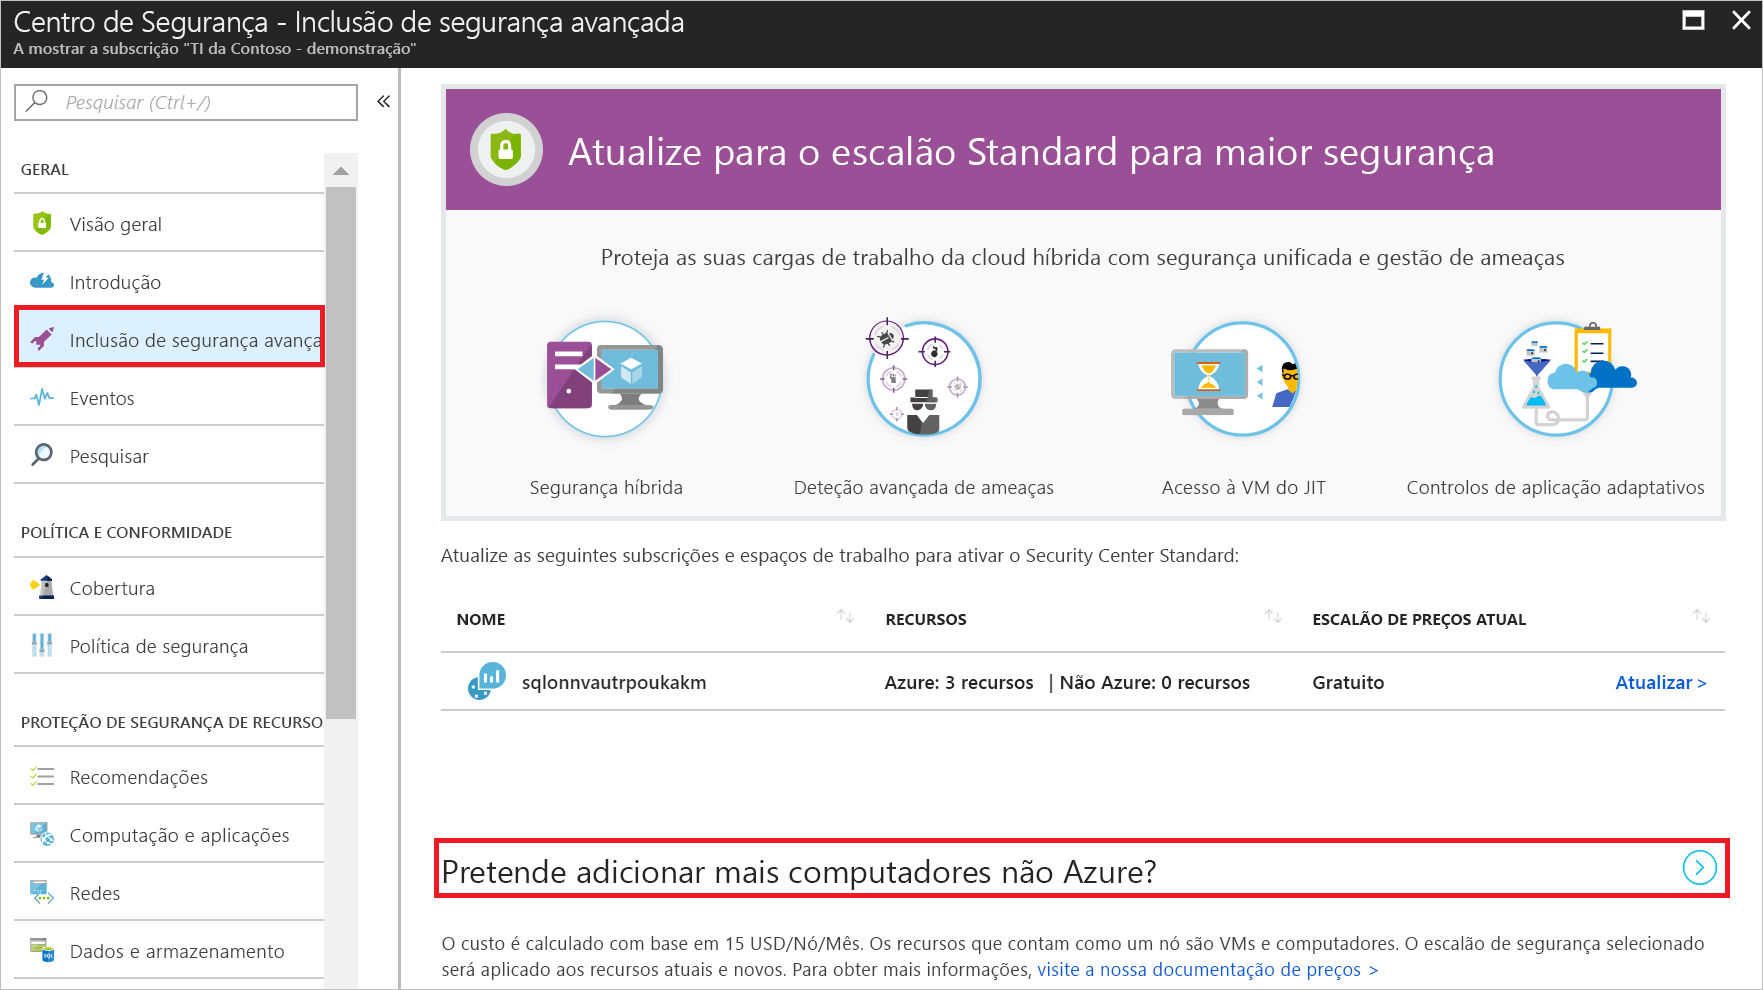 Centro de Segurança - Inclusão de segurança avançada
A mostrar a subscrição "TI da Contoso - demonstração"
Pesquisar (Ctrl+/)
GERAL
Visão geral
Introdução
Inclusão de segurança avança
Eventos
Pesquisar
POLÍTICA E CONFORMIDADE
Cobertura
Política de segurança
PROTEÇÃO DE SEGURANÇA DE RECURSO
Recomendações
Computação e aplicações
Redes
Dados e armazenamento
Atualize para o escalão Standard para maior segurança
Proteja as suas cargas de trabalho da cloud híbrida com segurança unificada e gestão de ameaças
Segurança híbrida
Deteção avançada de ameaças
Acesso à VM do JIT
Controlos de aplicação adaptativos
Atualize as seguintes subscrições e espaços de trabalho para ativar o Security Center Standard:
NOME RECURSOS ESCALÃO DE PREÇOS ATUAL
sqlonnvautrpoukakm Azure: 3 recursos | Não Azure: 0 recursos Gratuito Atualizar >
Pretende adicionar mais computadores não Azure?
O custo é calculado com base em 15 USD/Nó/Mês. Os recursos que contam como um nó são VMs e computadores. O escalão de segurança selecionado
será aplicado aos recursos atuais e novos. Para obter mais informações, visite a nossa documentação de preços >